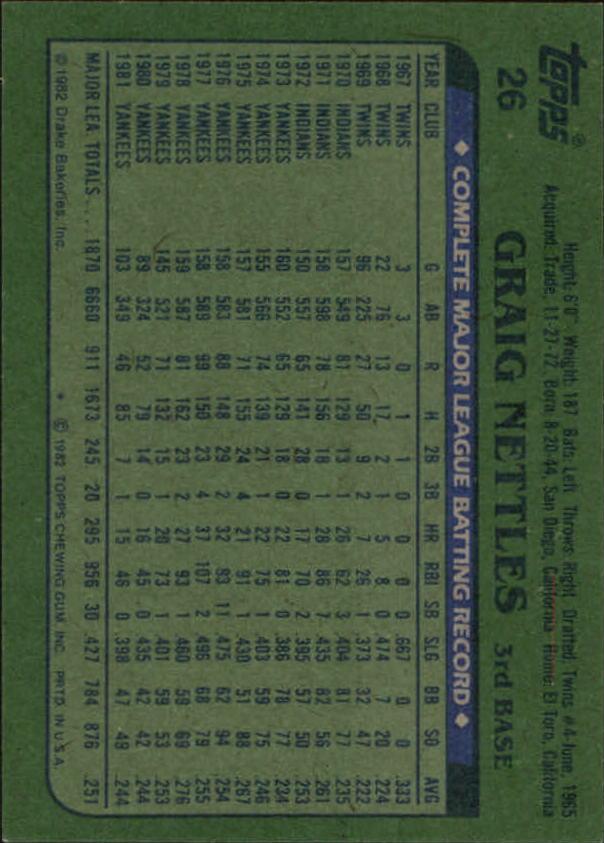 TOPPS®
Height: 6'0" Weight: 187 Bats: Left Throws: Right Drafted: Twins #4-June, 1965
Acquired: Trade, 11-27-72 Born: 8-20-44, San Diego, California Home: El Toro, California
26 GRAIG NETTLES 3rd BASE
◆ COMPLETE MAJOR LEAGUE BATTING RECORD ◆
YEAR CLUB G AB R H 2B 3B HR RBI SB SLG BB SO AVG
1967 TWINS 3 3 0 1 1 0 0 0 0 .667 0 0 .333
1968 TWINS 22 76 13 17 2 1 5 8 0 .474 7 20 .224
1969 TWINS 96 225 27 50 9 2 7 26 1 .373 32 47 .222
1970 INDIANS 157 549 81 129 13 1 26 62 3 .404 81 77 .235
1971 INDIANS 158 598 78 156 18 1 28 86 7 .435 82 56 .261
1972 INDIANS 150 557 65 141 28 0 17 70 2 .395 57 50 .253
1973 YANKEES 160 552 65 129 18 0 22 81 0 .386 78 77 .234
1974 YANKEES 155 566 74 139 21 1 22 75 1 .403 59 75 .246
1975 YANKEES 157 581 71 155 24 4 21 91 1 .430 51 88 .267
1976 YANKEES 158 583 88 148 29 2 32 93 11 .475 62 94 .254
1977 YANKEES 158 589 99 150 23 4 37 107 2 .496 68 79 .255
1978 YANKEES 159 587 81 162 23 2 27 93 1 .460 59 69 .276
1979 YANKEES 145 521 71 132 15 1 20 73 1 .401 59 53 .253
1980 YANKEES 89 324 52 79 14 0 16 45 0 .435 42 42 .244
1981 YANKEES 103 349 46 85 7 1 15 46 0 .398 47 49 .244
MAJOR LEA. TOTALS... 1870 6660 911 1673 245 20 295 956 30 .427 784 876 .251
© 1982 Drake Bakeries, Inc. * © 1982 TOPPS CHEWING GUM, INC. PRTD. IN U.S.A.